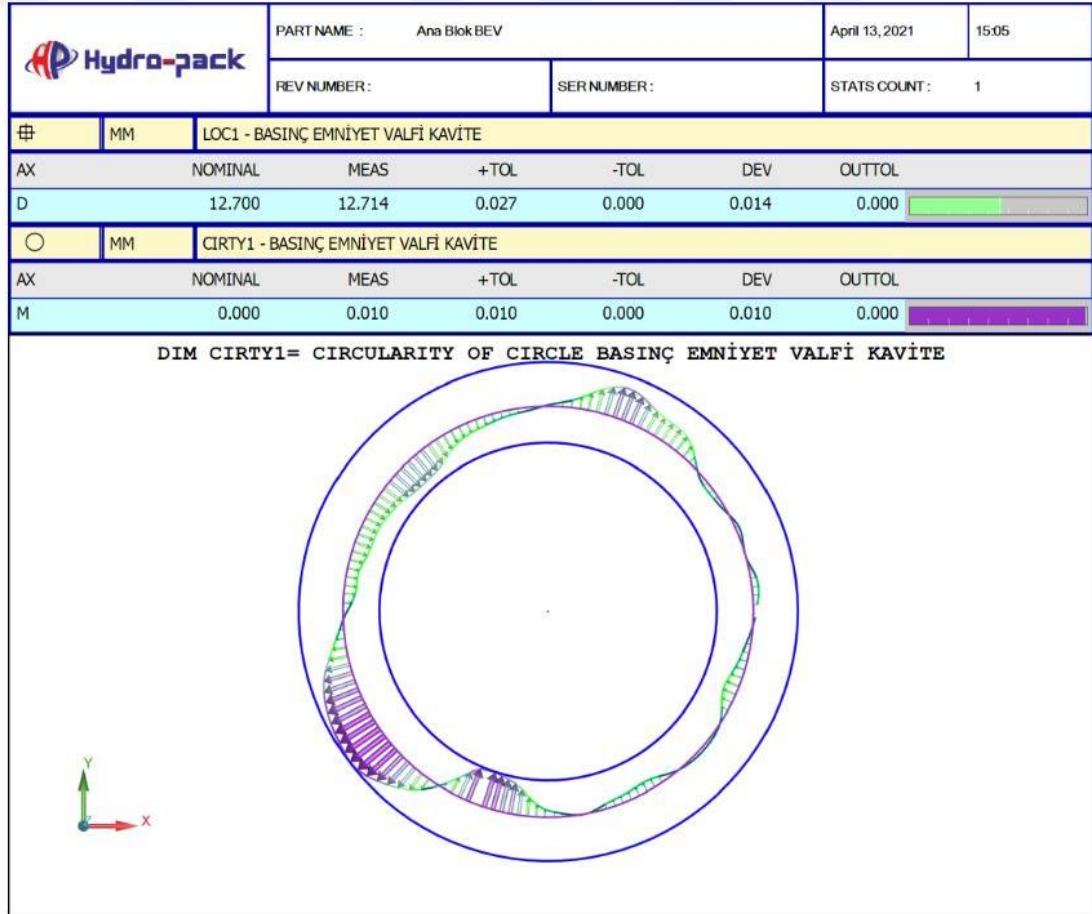 Hydro-pack
PART NAME : Ana Blok BEV
April 13, 2021
15:05
REV NUMBER :
SER NUMBER :
STATS COUNT : 1
MM LOC1 - BASINÇ EMNİYET VALFİ KAVİTE
AX NOMINAL MEAS +TOL -TOL DEV OUTTOL
D 12.700 12.714 0.027 0.000 0.014 0.000
MM CIRTY1 - BASINÇ EMNİYET VALFİ KAVİTE
AX NOMINAL MEAS +TOL -TOL DEV OUTTOL
M 0.000 0.010 0.010 0.000 0.010 0.000
DIM CIRTY1= CIRCULARITY OF CIRCLE BASINÇ EMNİYET VALFİ KAVİTE
Y
Z
X